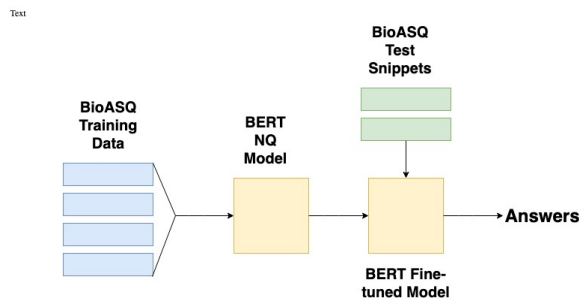 Text
BioASQ
Test
Snippets
BioASQ
Training
Data
BERT
NQ
Model
Answers
BERT Fine-
tuned Model